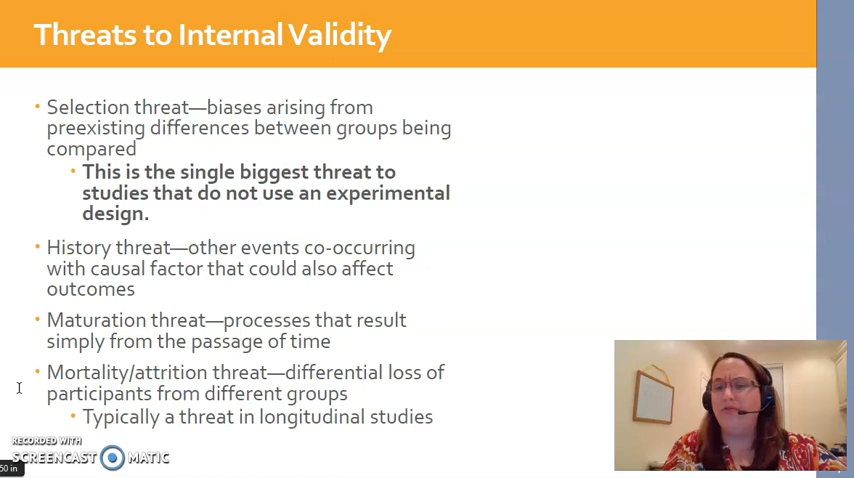 Threats to Internal Validity
• Selection threat—biases arising from
preexisting differences between groups being
compared
• This is the single biggest threat to
studies that do not use an experimental
design.
• History threat—other events co-occurring
with causal factor that could also affect
outcomes
• Maturation threat—processes that result
simply from the passage of time
• Mortality/attrition threat—differential loss of
participants from different groups
• Typically a threat in longitudinal studies
RECORDED WITH
SCREENCAST MATIC
50 in